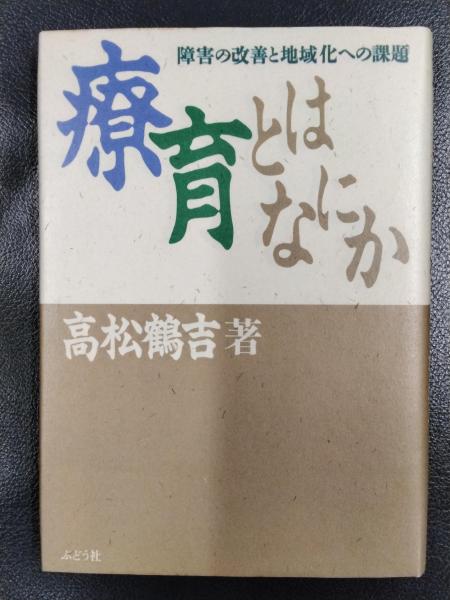 障害の改善と地域化への課題
療育とは
なにか
高松鶴吉著
ぶどう社